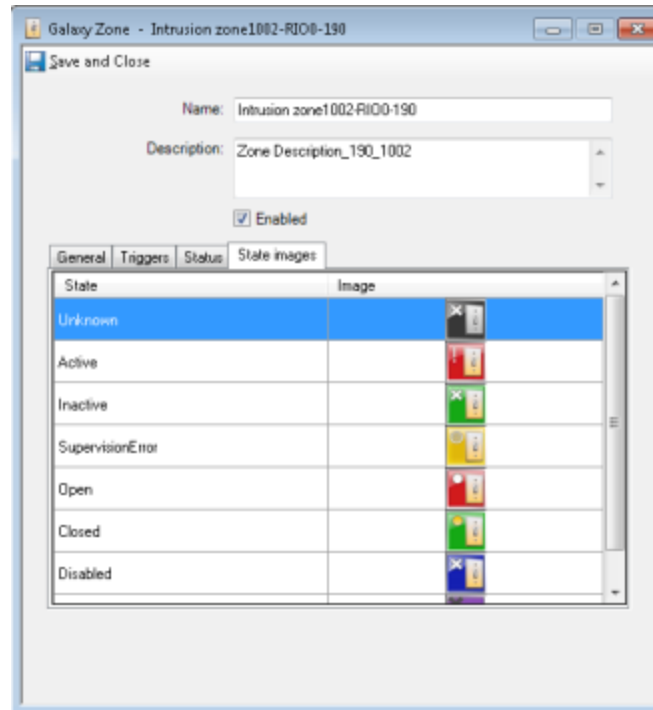 Galaxy Zone - Intrusion zone1002-RIO0-190
Save and Close
Name: Intrusion zone1002-RIO0-190
Description: Zone Description_190_1002
Enabled
General Triggers Status State images
State Image
Unknown
Active
Inactive
SupervisionError
Open
Closed
Disabled